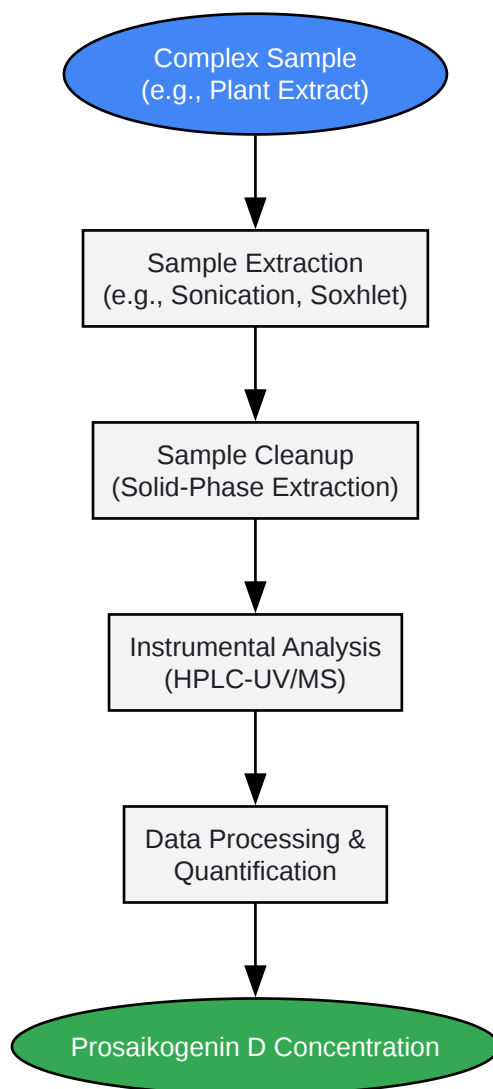 Complex Sample
(e.g., Plant Extract)
Sample Extraction
(e.g., Sonication, Soxhlet)
Sample Cleanup
(Solid-Phase Extraction)
Instrumental Analysis
(HPLC-UV/MS)
Data Processing &
Quantification
Prosaikogenin D Concentration